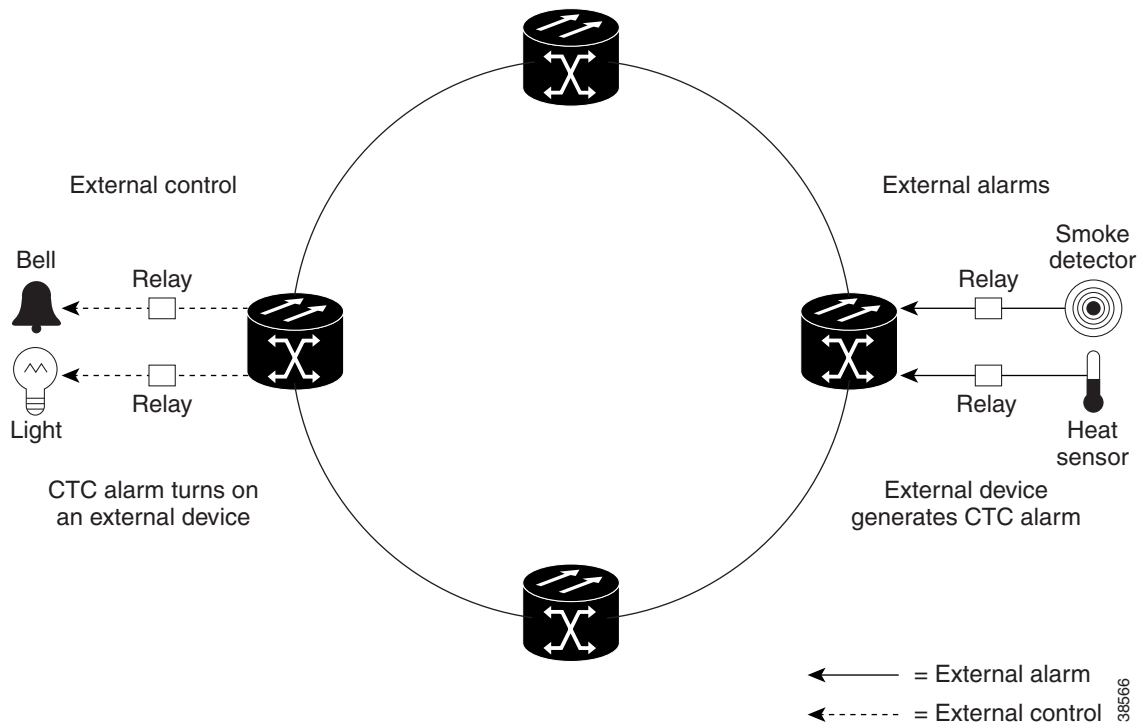 External control
External alarms
Smoke
detector
Bell
Relay
Relay
Relay
Relay
Light
Heat
sensor
CTC alarm turns on
an external device
External device
generates CTC alarm
= External alarm
= External control
38566